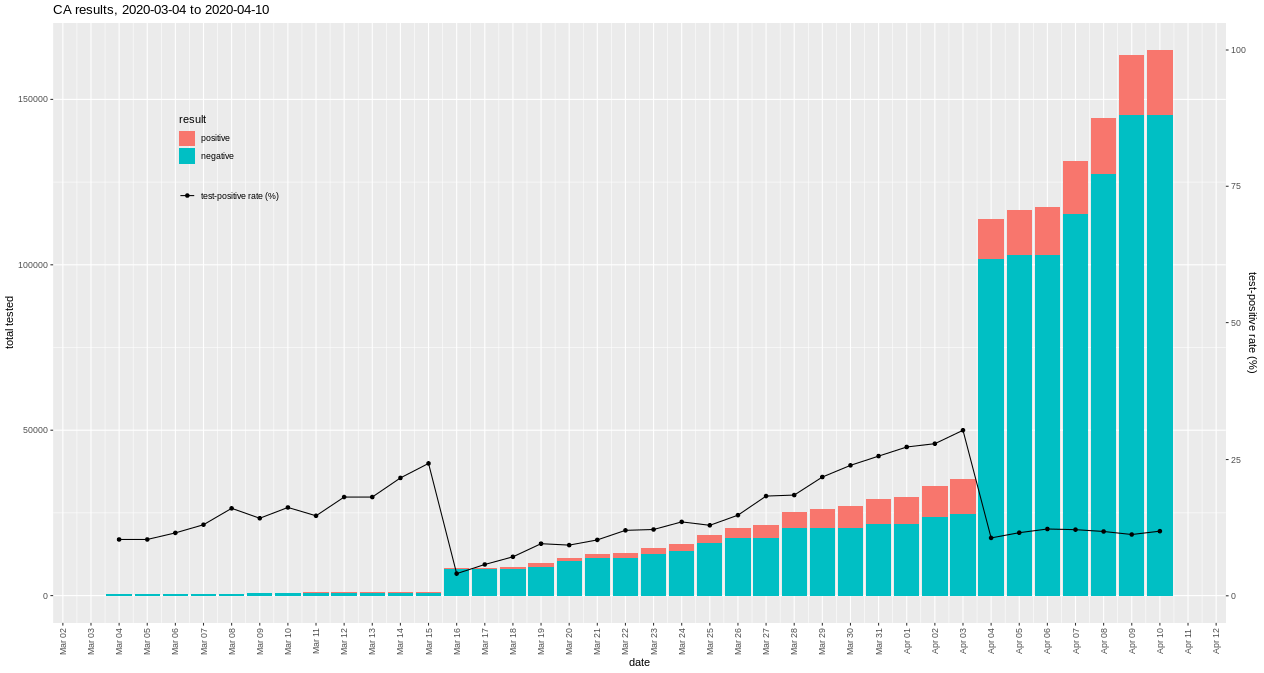 CA results, 2020-03-04 to 2020-04-10
total tested
150000
100000
50000
0
result
positive
negative
test-positive rate (%)
100
75
50
25
0
test-positive rate (%)
Mar 02
Mar 03
Mar 04
Mar 05
Mar 06
Mar 07
Mar 08
Mar 09
Mar 10
Mar 11
Mar 12
Mar 13
Mar 14
Mar 15
Mar 16
Mar 17
Mar 18
Mar 19
Mar 20
Mar 21
Mar 22
Mar 23
Mar 24
Mar 25
Mar 26
Mar 27
Mar 28
Mar 29
Mar 30
Mar 31
Apr 01
Apr 02
Apr 03
Apr 04
Apr 05
Apr 06
Apr 07
Apr 08
Apr 09
Apr 10
Apr 11
Apr 12
date